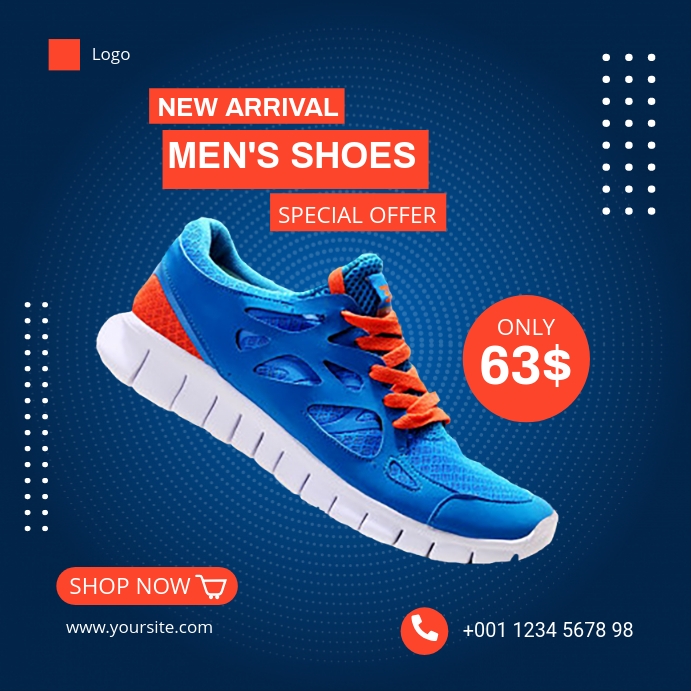 Logo
NEW ARRIVAL
MEN'S SHOES
SPECIAL OFFER
ONLY
63$
SHOP NOW
www.yoursite.com
+001 1234 5678 98